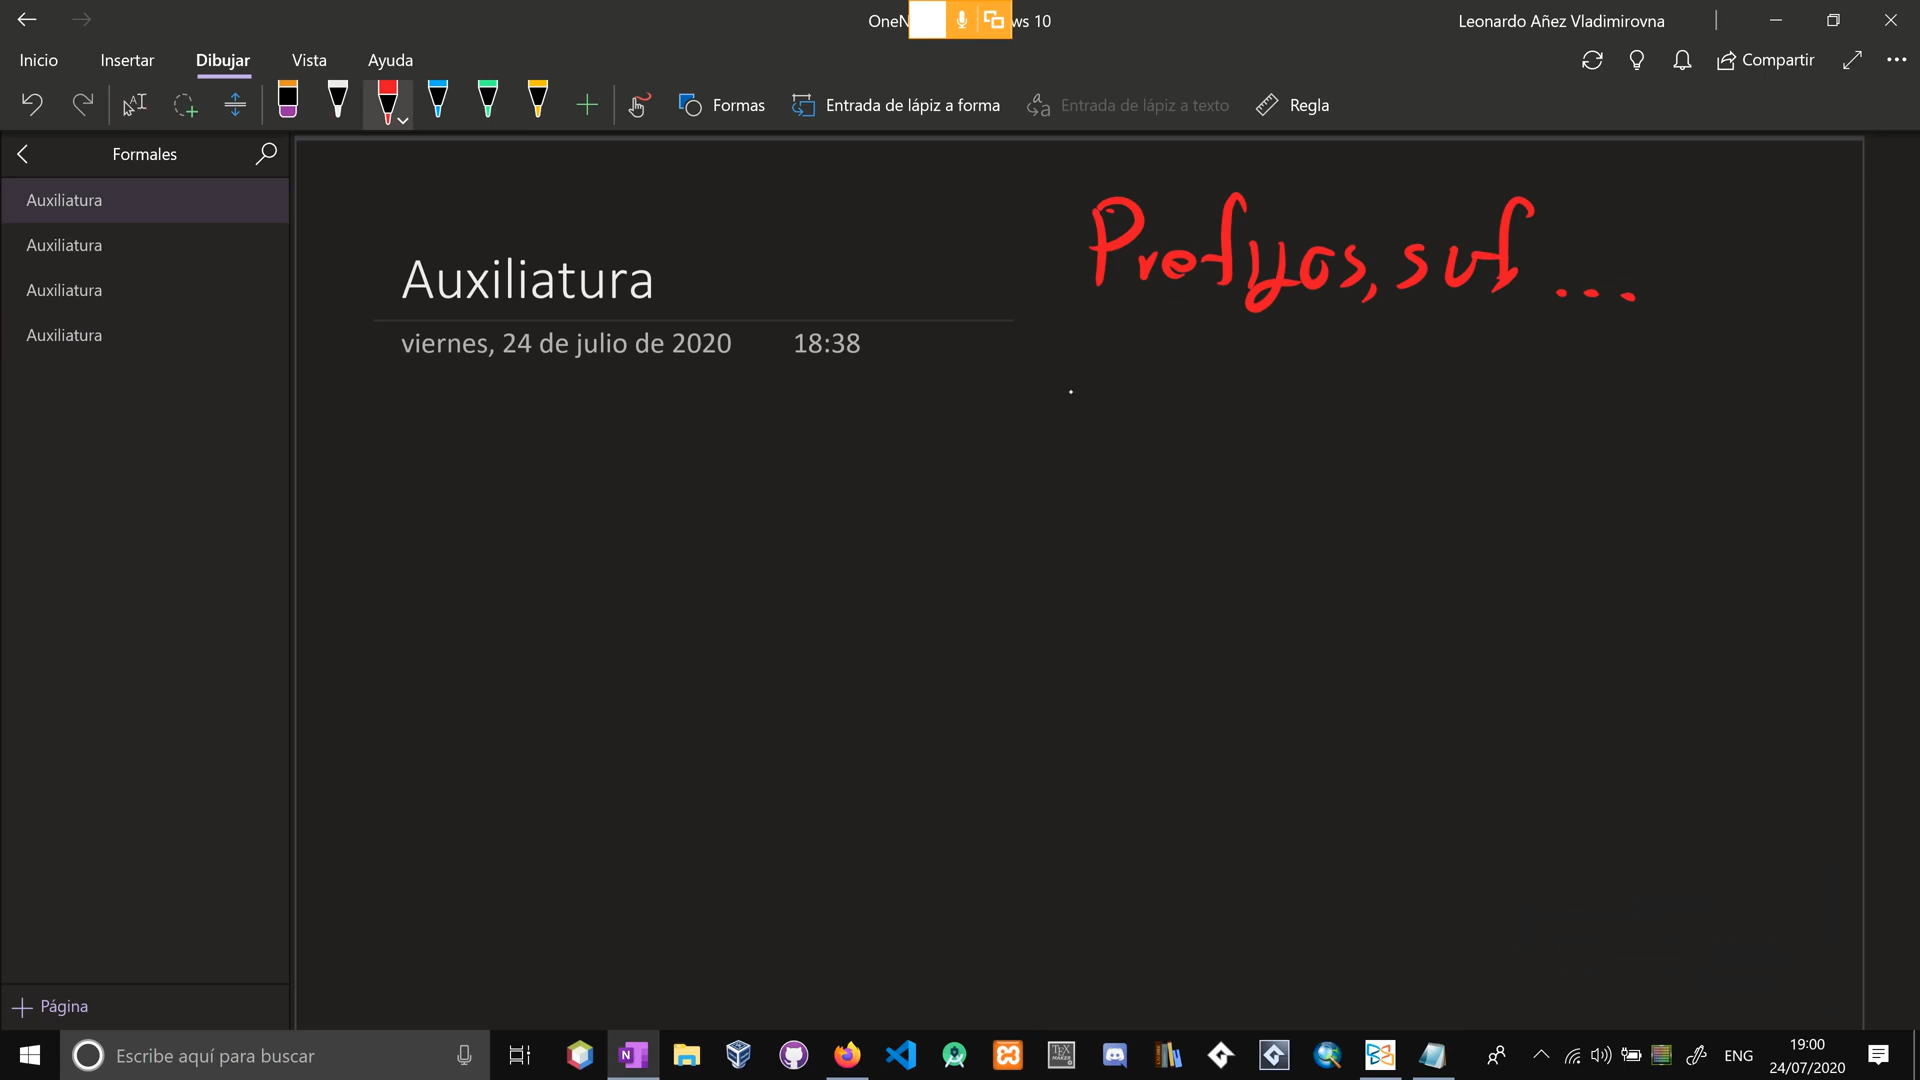 OneN ws 10
Leonardo Añez Vladimirovna
Inicio Insertar Dibujar Vista Ayuda
Compartir
Formas Entrada de lápiz a forma Entrada de lápiz a texto Regla
Formales
Auxiliatura
Auxiliatura
Auxiliatura
Auxiliatura
Prefijos, suf ...
Auxiliatura
viernes, 24 de julio de 2020 18:38
Página
Escribe aquí para buscar
ENG
19:00
24/07/2020